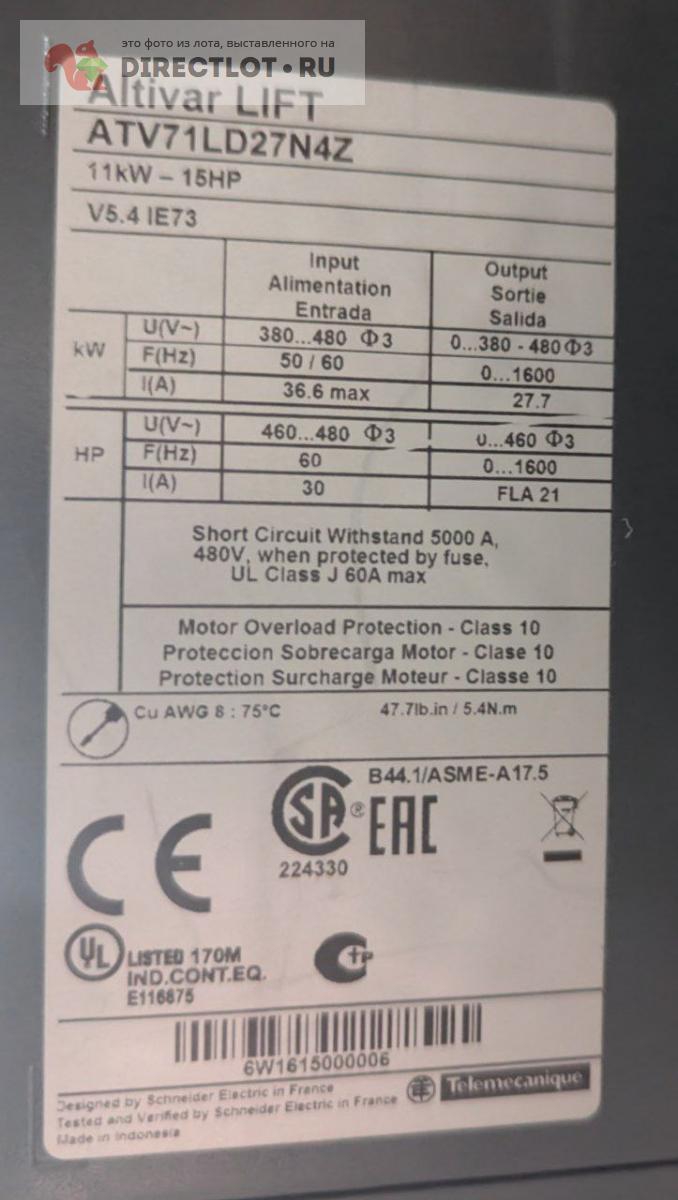 это фото из лота, выставленного на
DIRECTLOT•RU
Altivar LIFT
ATV71LD27N4Z
11kW – 15HP
V5.4 IE73
Input
Alimentation
Entrada
Output
Sortie
Salida
kW
U(V~) 380...480 Φ3 0...380 - 480Φ3
F(Hz) 50 / 60 0...1600
I(A) 36.6 max 27.7
HP
U(V~) 460...480 Φ3 0...460 Φ3
F(Hz) 60 0...1600
I(A) 30 FLA 21
Short Circuit Withstand 5000 A,
480V, when protected by fuse,
UL Class J 60A max
Motor Overload Protection - Class 10
Proteccion Sobrecarga Motor - Clase 10
Protection Surcharge Moteur - Classe 10
Cu AWG 8 : 75°C 47.7lb.in / 5.4N.m
B44.1/ASME-A17.5
CE
SA ® EAC
224330
UL LISTED 170M
IND.CONT.EQ.
E116875
6W1615000006
Designed by Schneider Electric in France
Tested and Verified by Schneider Electric in France
Made in Indonesia
Telemecanique